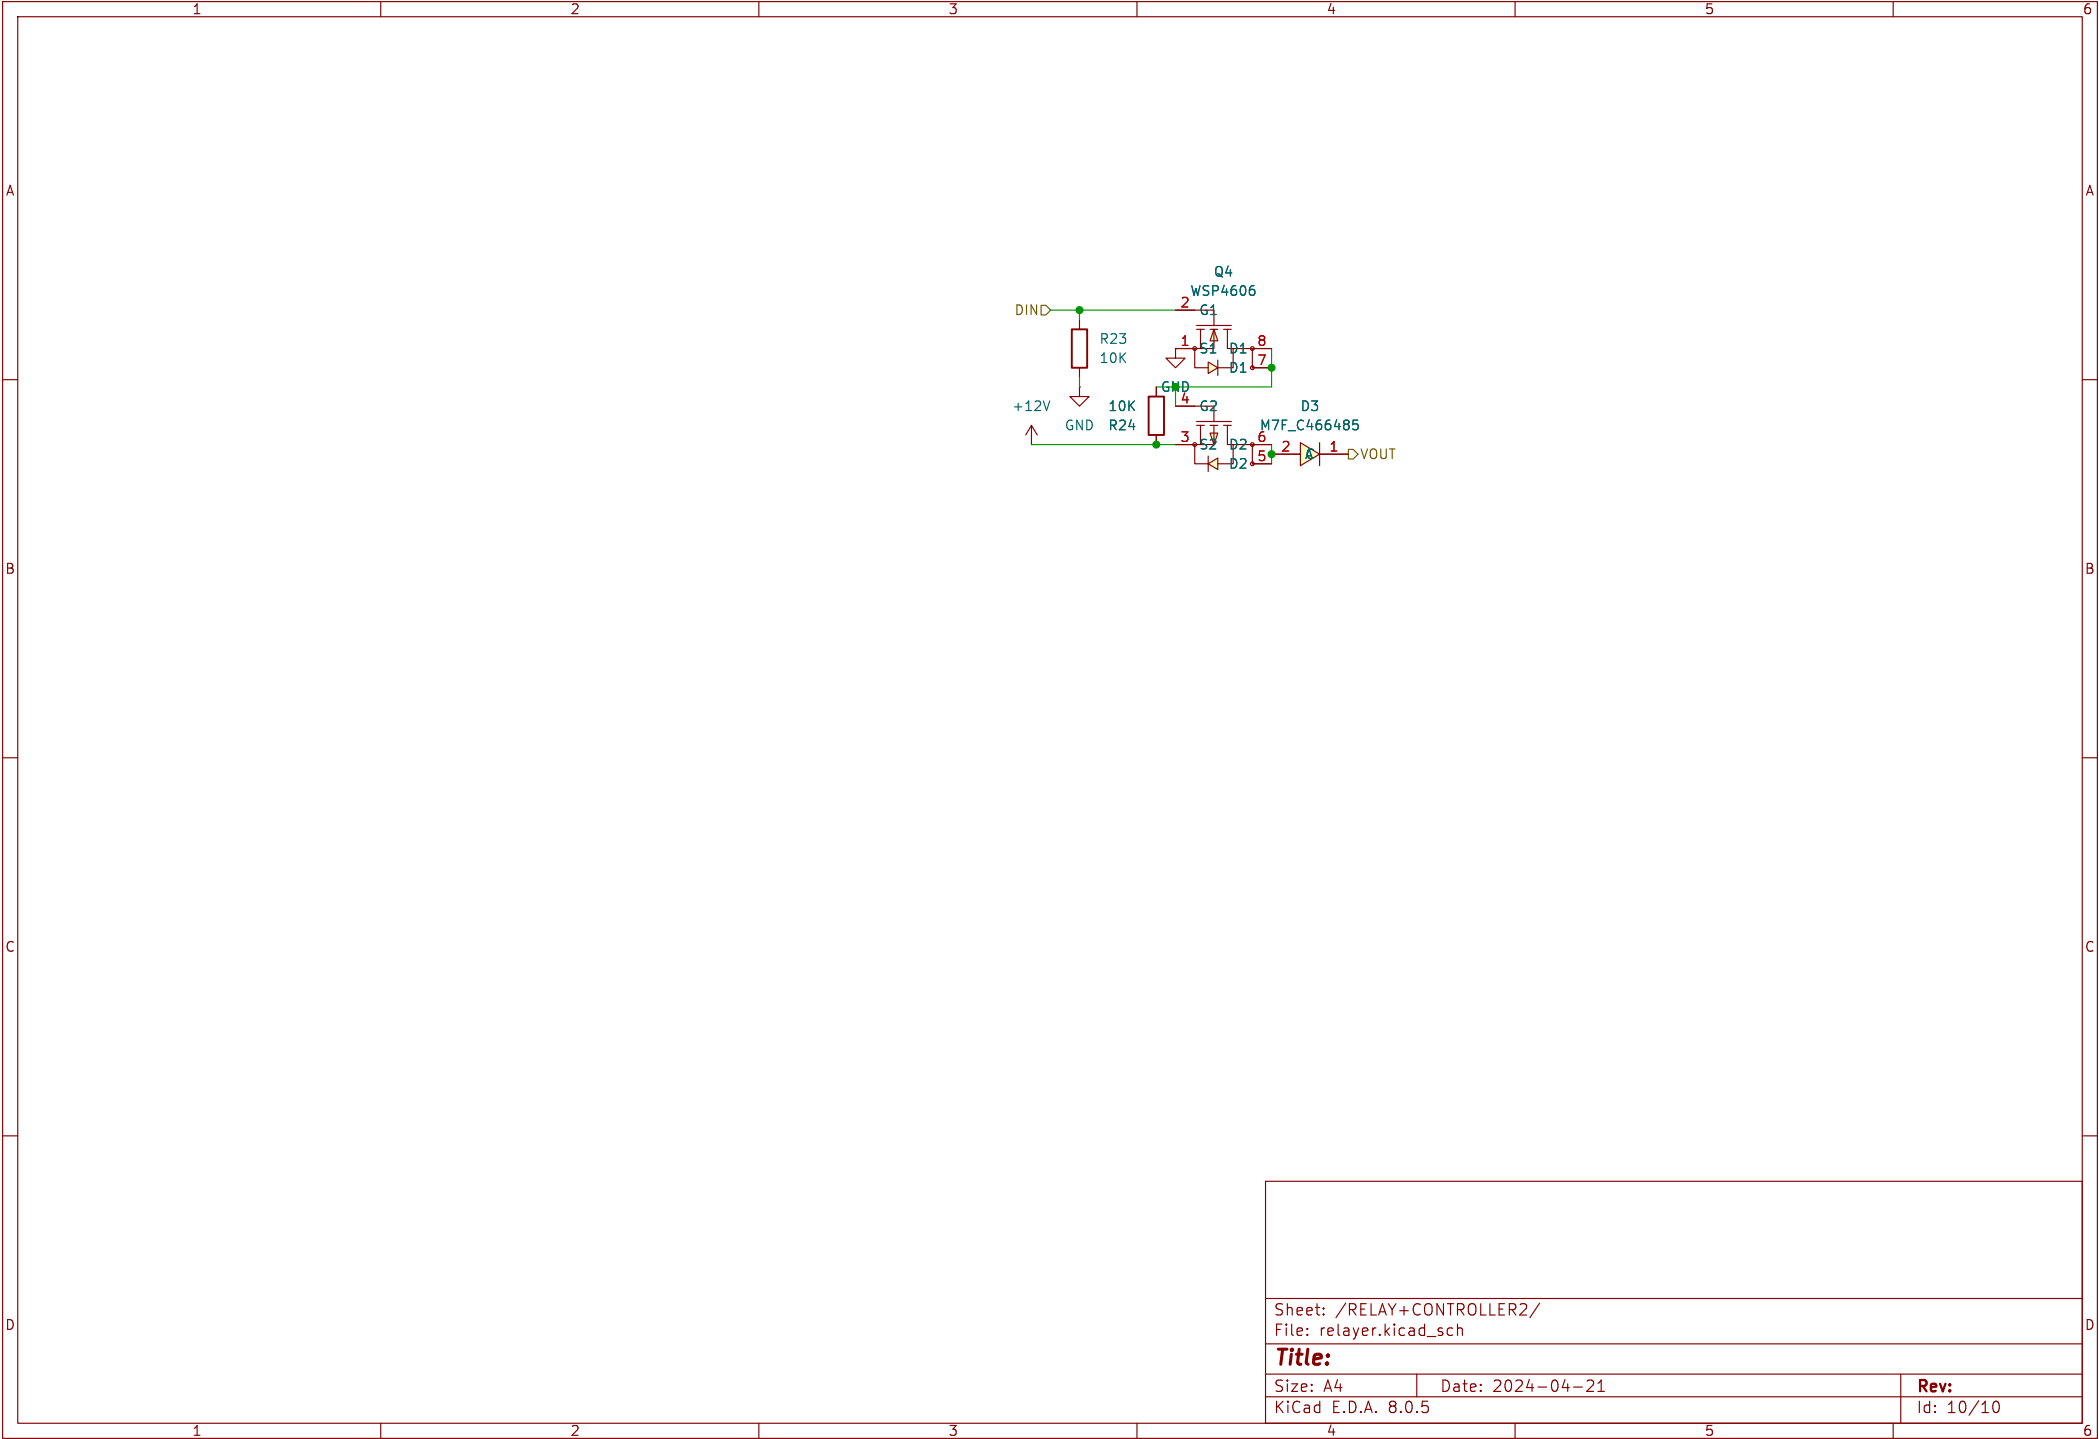 1 2 3 4 5 6
A A
Q4
WSP4606
DIN 2 G1
R23
10K
1 S1 D1 8
D1 7
GND
+12V 10K 4 G2 D3
GND R24 M7F_C466485
3 S2 D2 6
D2 5 2 A 1 VOUT
B B
C C
Sheet: /RELAY+CONTROLLER2/
D D
File: relayer.kicad_sch
Title:
Size: A4 Date: 2024-04-21 Rev:
KiCad E.D.A. 8.0.5 Id: 10/10
1 2 3 4 5 6